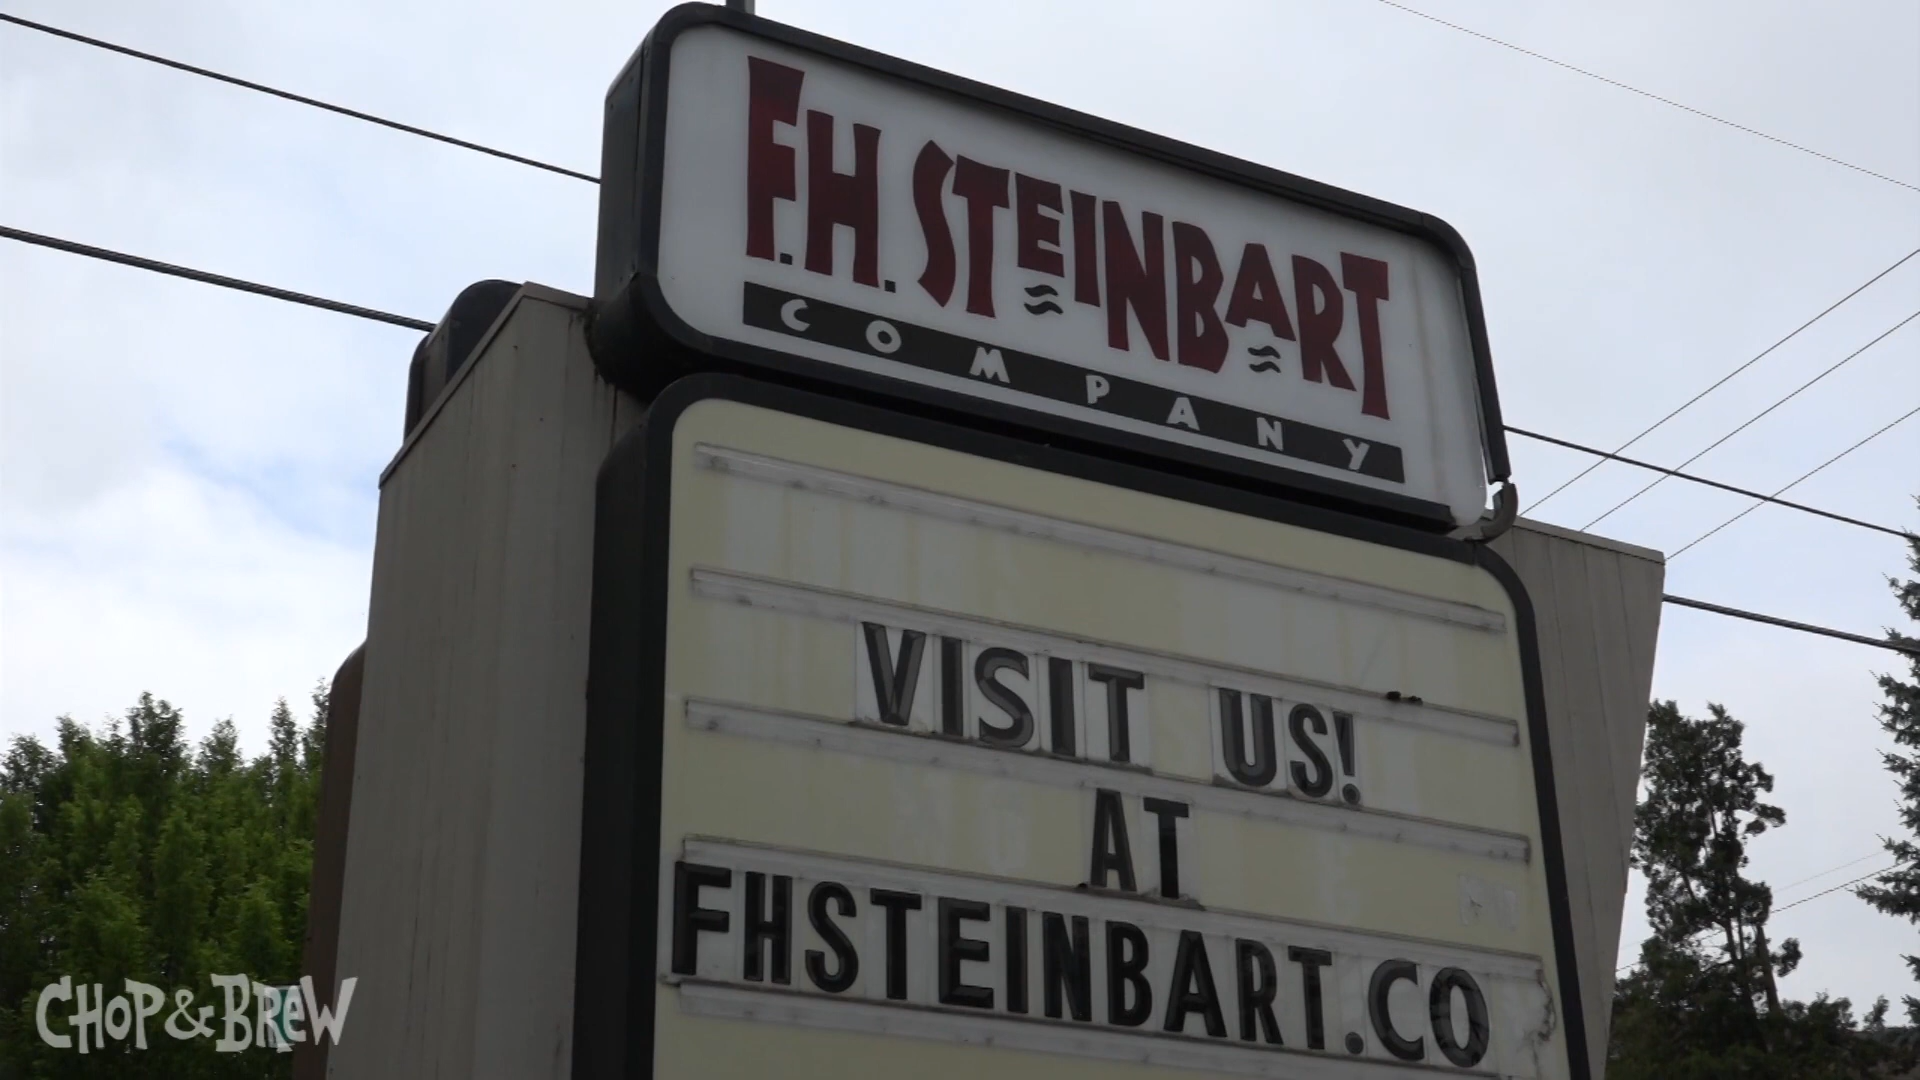 F.H. STEINBART
COMPANY
VISIT US!
AT
FHSTEINBART.CO
CHOP & BREW